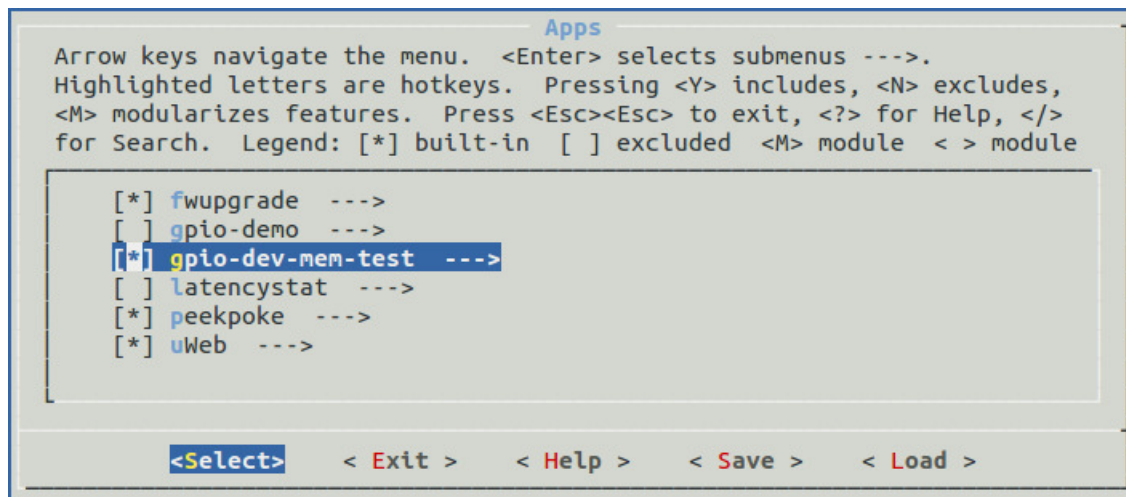 Apps
Arrow keys navigate the menu.  <Enter> selects submenus --->.
Highlighted letters are hotkeys.  Pressing <Y> includes, <N> excludes,
<M> modularizes features.  Press <Esc><Esc> to exit, <?> for Help, </>
for Search.  Legend: [*] built-in  [ ] excluded  <M> module  < > module
[*] fwupgrade  --->
[ ] gpio-demo  --->
[*] gpio-dev-mem-test  --->
[ ] latencystat  --->
[*] peekpoke  --->
[*] uWeb  --->
<Select>    < Exit >    < Help >    < Save >    < Load >